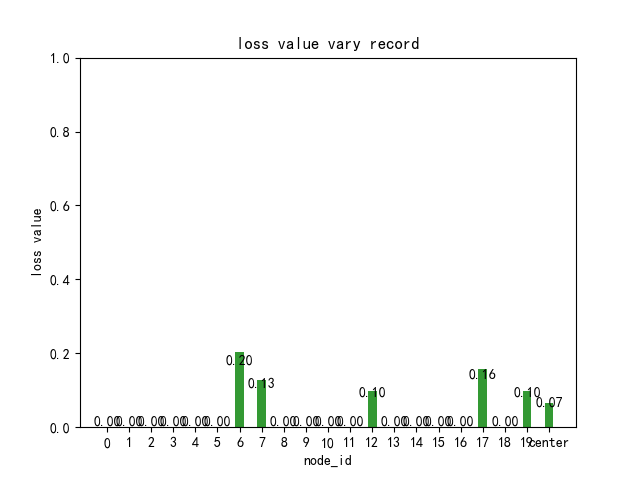 loss value vary record
1.0
0.8
0.6
0.4
0.2
0.0
loss value
0.00 0.00 0.00 0.00 0.00 0.00 0.20 0.13 0.00 0.00 0.00 0.00 0.10 0.00 0.00 0.00 0.00 0.16 0.00 0.10 0.07
0 1 2 3 4 5 6 7 8 9 10 11 12 13 14 15 16 17 18 19 center
node_id